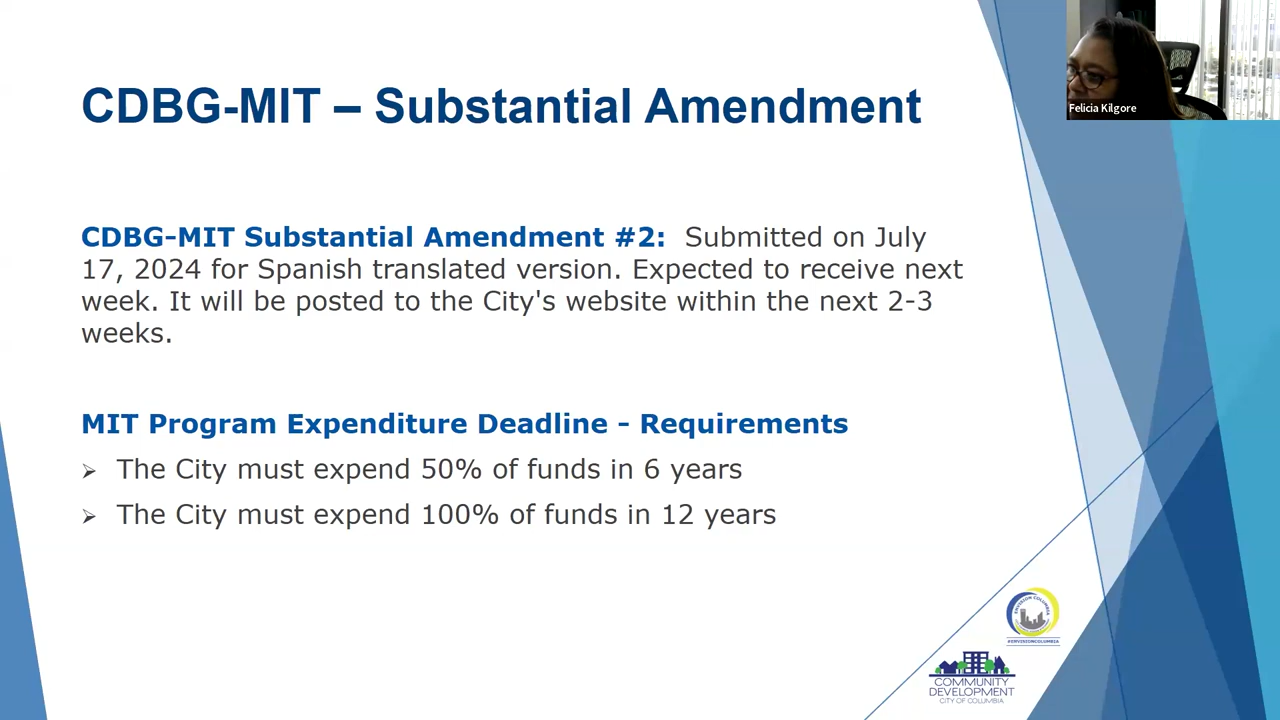 CDBG-MIT – Substantial Amendment
Felicia Kilgore
CDBG-MIT Substantial Amendment #2: Submitted on July
17, 2024 for Spanish translated version. Expected to receive next
week. It will be posted to the City's website within the next 2-3
weeks.
MIT Program Expenditure Deadline - Requirements
➢ The City must expend 50% of funds in 6 years
➢ The City must expend 100% of funds in 12 years
ENVISION COLUMBIA
#ENVISIONCOLUMBIA
COMMUNITY
DEVELOPMENT
CITY OF COLUMBIA